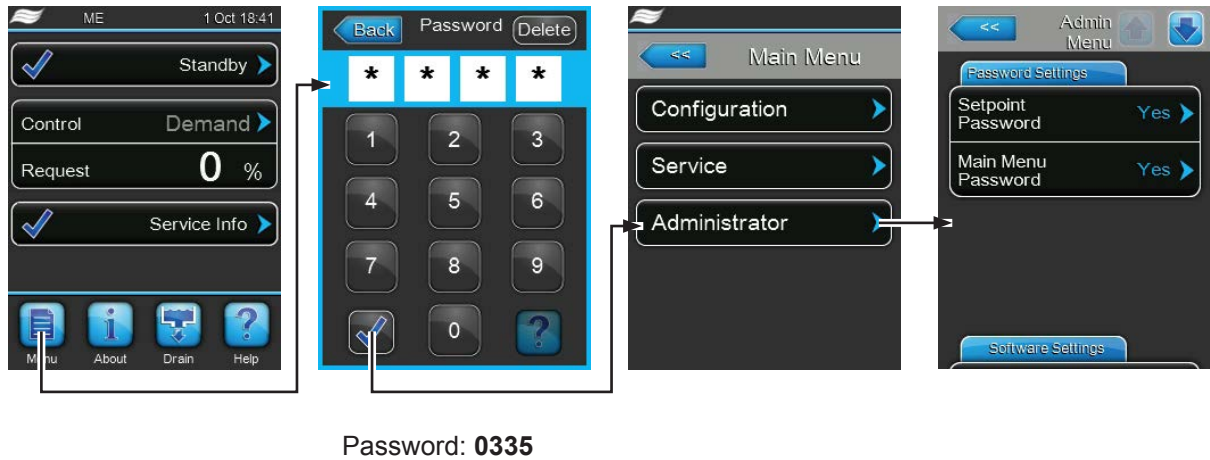 ME 1 Oct 18:41
Standby
Control Demand
Request 0 %
Service Info
Menu About Drain Help
Back Password Delete
* * * *
1 2 3
4 5 6
7 8 9
0 ?
Password: 0335
<< Main Menu
Configuration
Service
Administrator
<< Admin
Menu
Password Settings
Setpoint
Password Yes
Main Menu
Password Yes
Software Settings